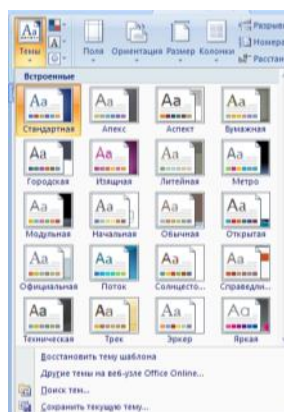 Темы
Поля Ориентация Размер Колонки
Разрывы
Номера
Расстан
Встроенные
Стандартная Апекс Аспект Бумажная
Городская Изящная Литейная Метро
Модульная Начальная Обычная Открытая
Официальная Поток Солнцесто... Справедли...
Техническая Трек Эркер Яркая
Восстановить тему шаблона
Другие темы на веб-узле Office Online...
Поиск тем...
Сохранить текущую тему...